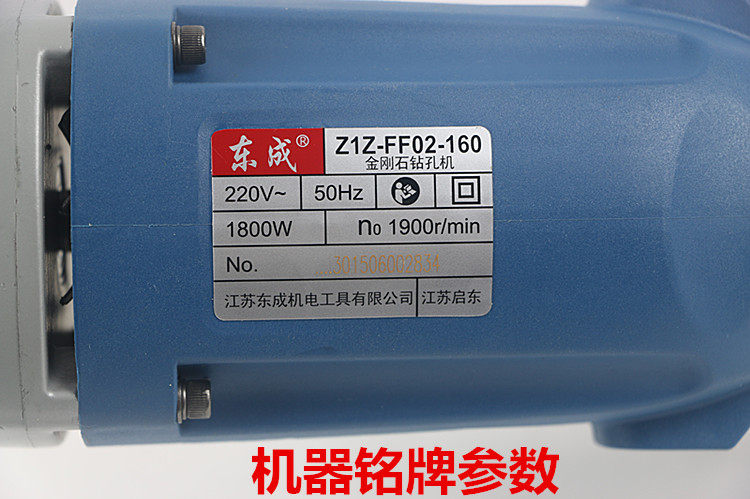 东成® Z1Z-FF02-160
金刚石钻孔机
220V~ 50Hz
1800W n0 1900r/min
No.
江苏东成机电工具有限公司 江苏启东
机器铭牌参数